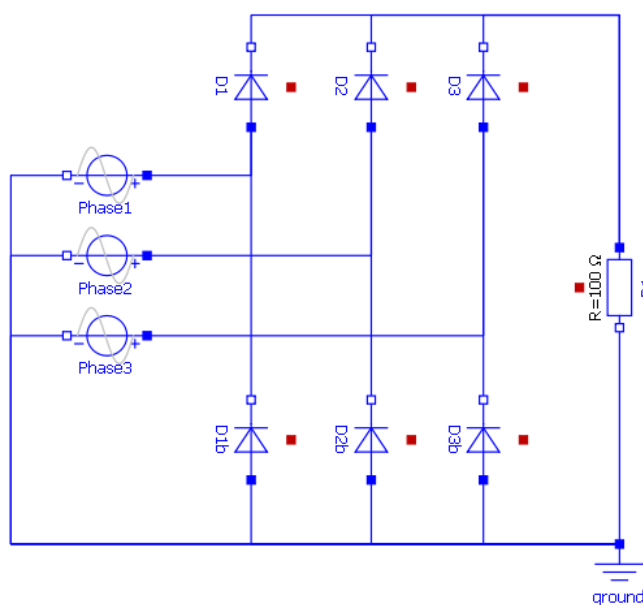 D1
D2
D3
Phase1
Phase2
Phase3
R=100 Ω
D1b
D2b
D3b
ground